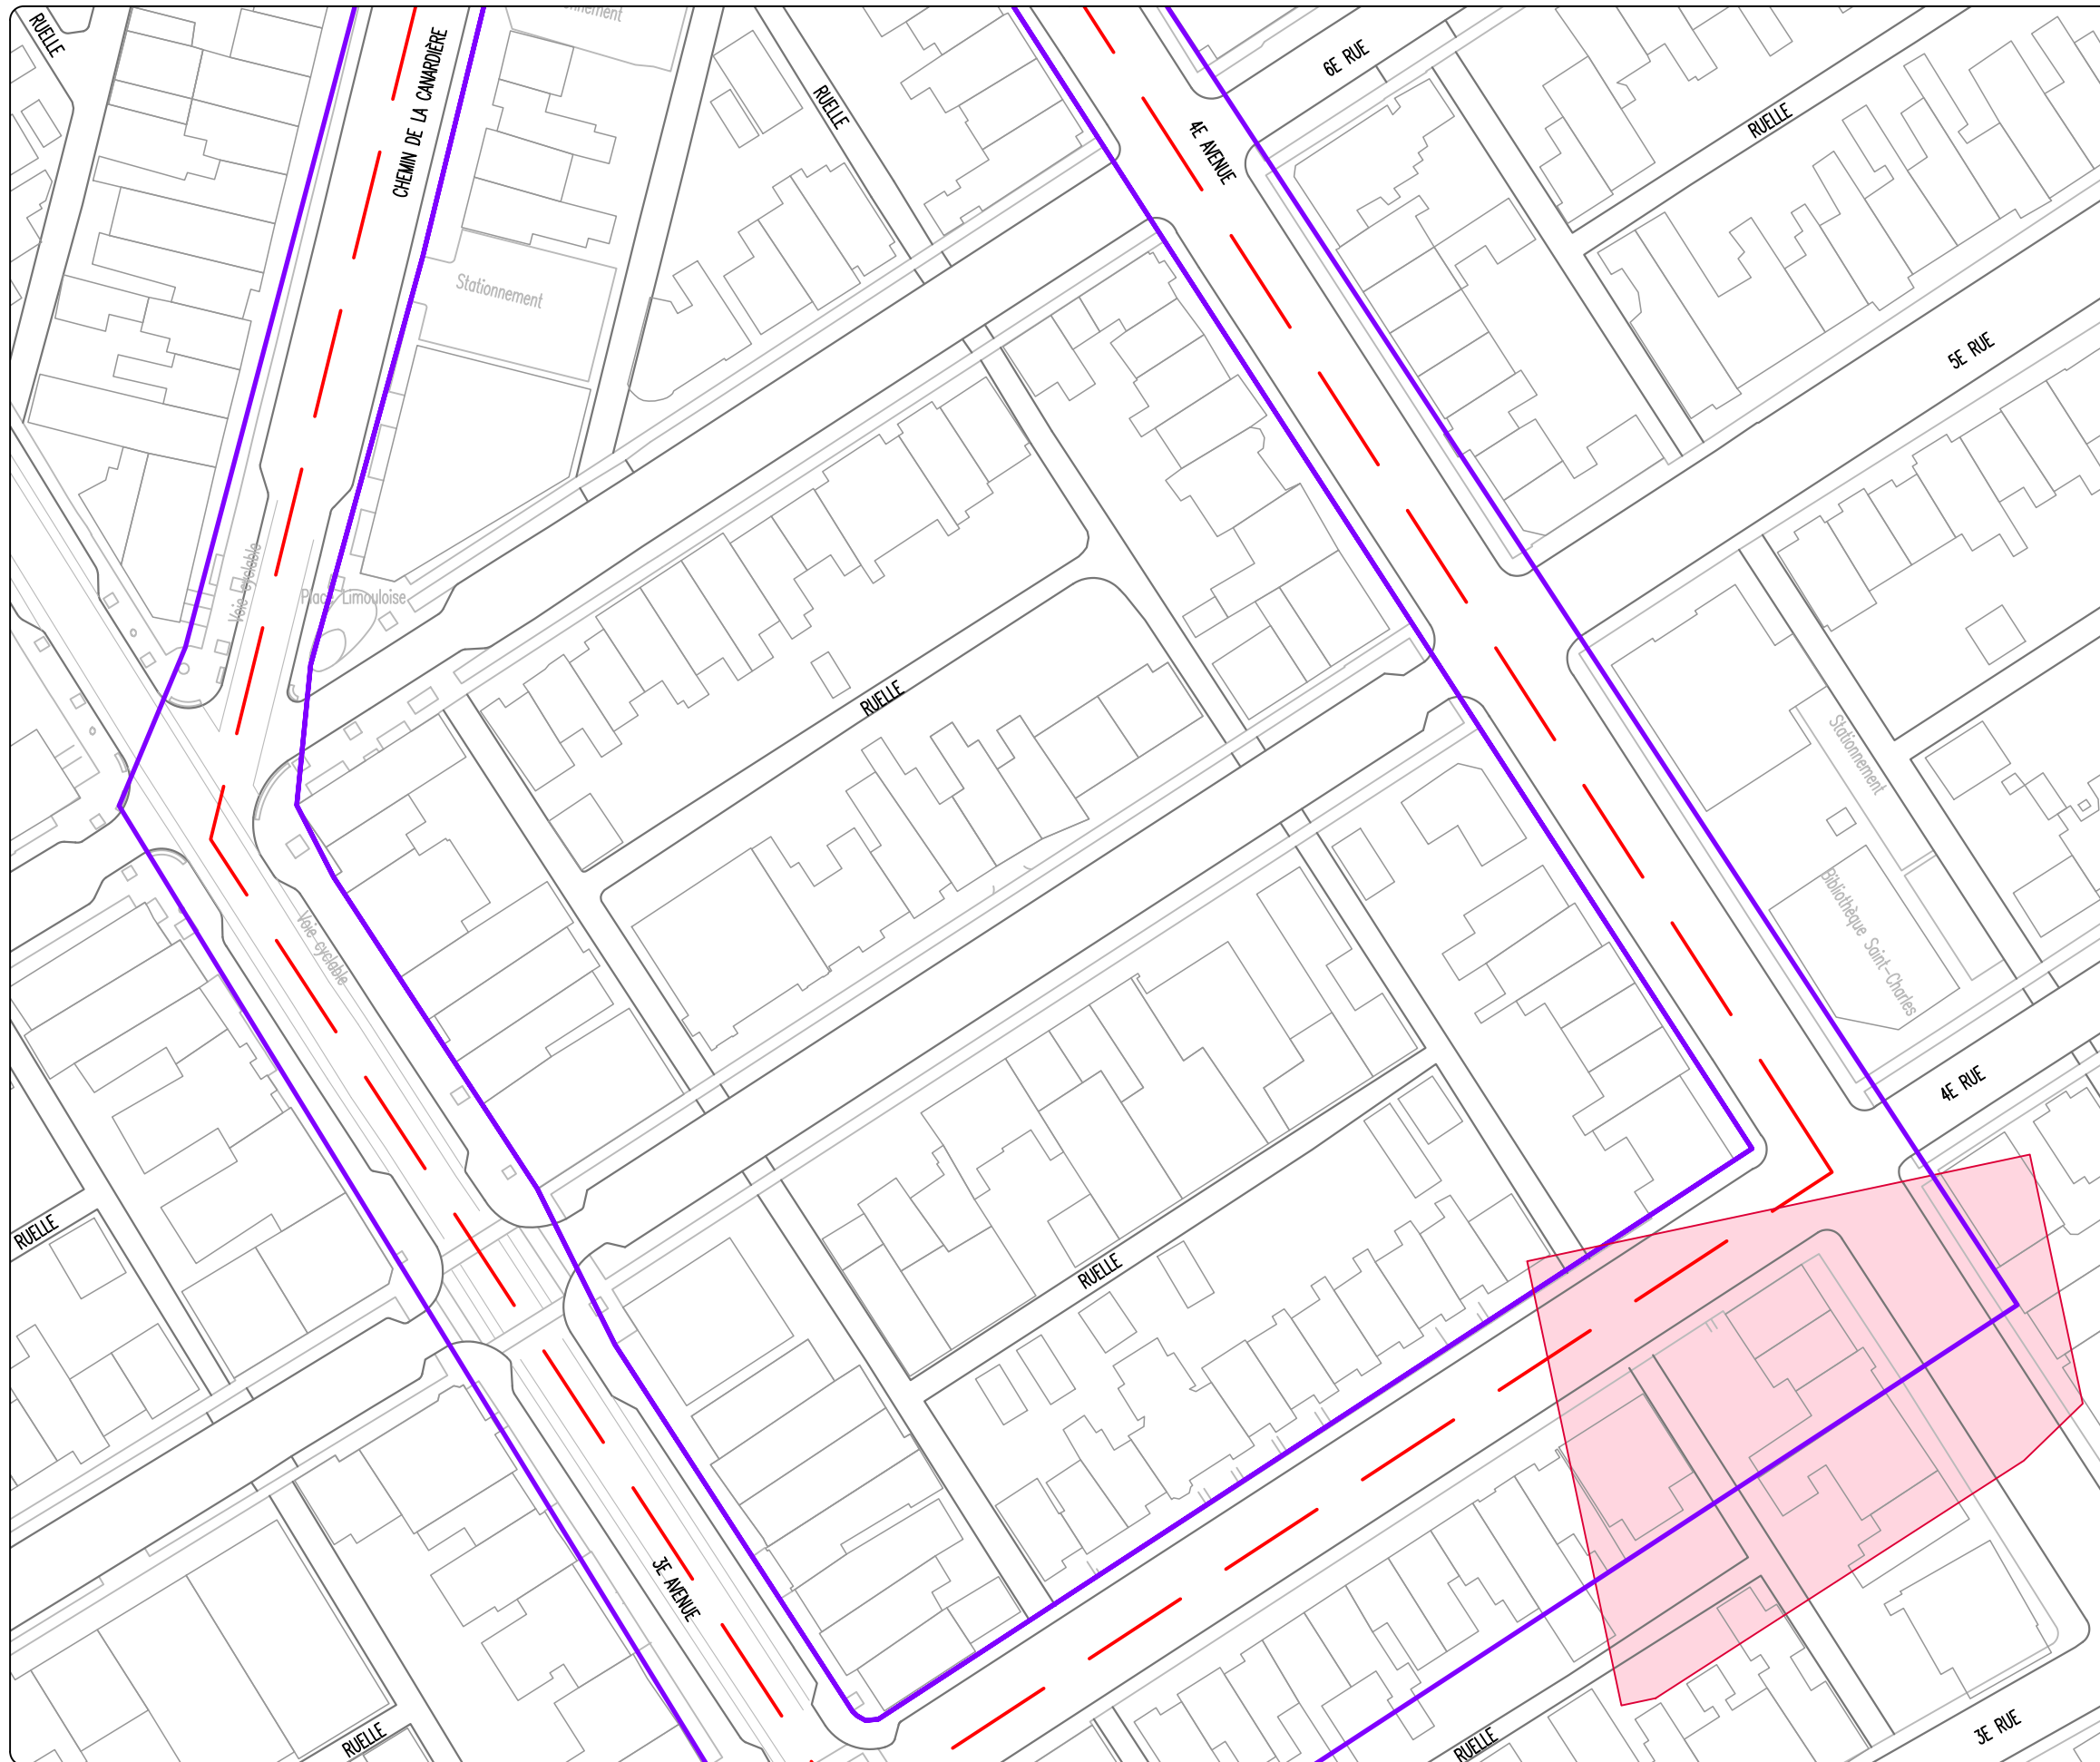 RUELLE
CHEMIN DE LA CANARDIÈRE
RUELLE
6E RUE
4E AVENUE
RUELLE
Stationnement
5E RUE
Voie cyclable
Place Limouloise
RUELLE
Stationnement
Bibliothèque Saint-Charles
Voie cyclable
4E RUE
RUELLE
RUELLE
3E AVENUE
RUELLE
RUELLE
3E RUE